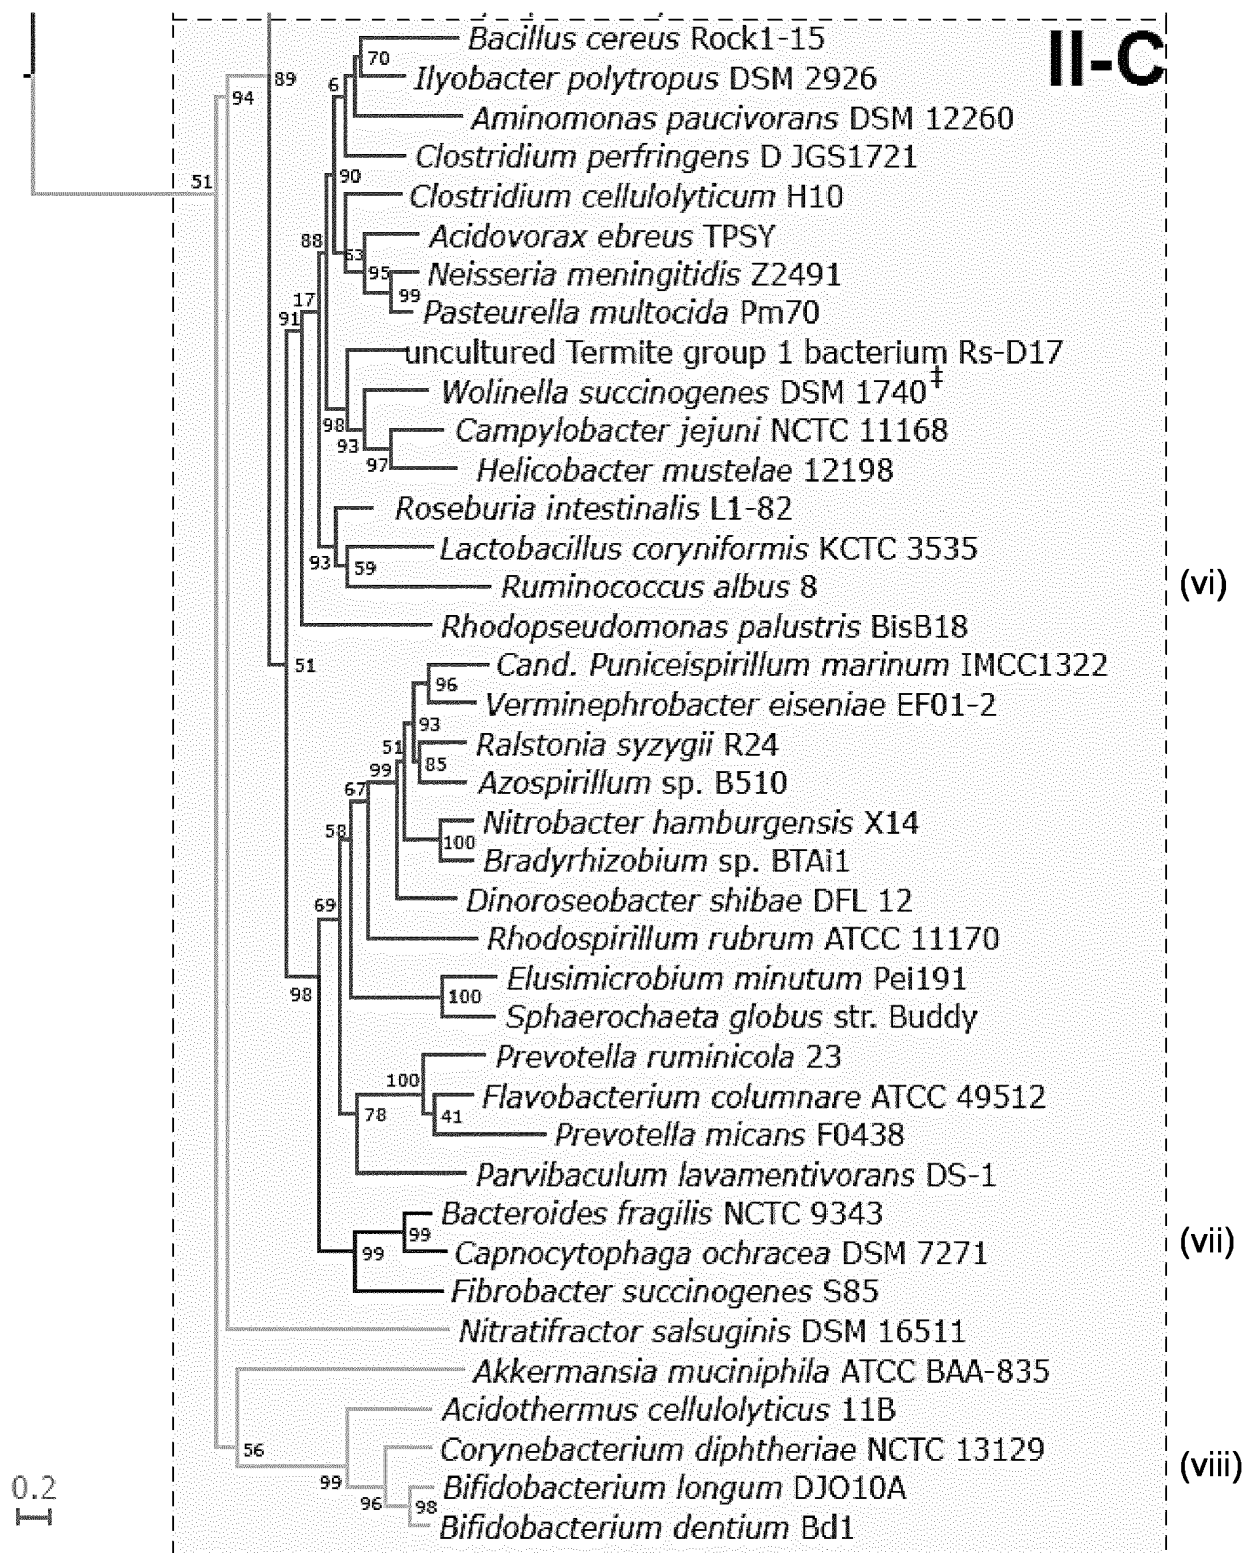 II-C
Bacillus cereus Rock1-15
70
Ilyobacter polytropus DSM 2926
6
89
94
Aminomonas paucivorans DSM 12260
Clostridium perfringens D JGS1721
90
51
Clostridium cellulolyticum H10
Acidovorax ebreus TPSY
88
63
95
Neisseria meningitidis Z2491
99
17
Pasteurella multocida Pm70
91
uncultured Termite group 1 bacterium Rs-D17
Wolinella succinogenes DSM 1740‡
98
Campylobacter jejuni NCTC 11168
93
97
Helicobacter mustelae 12198
Roseburia intestinalis L1-82
Lactobacillus coryniformis KCTC 3535
93
59
Ruminococcus albus 8
(vi)
Rhodopseudomonas palustris BisB18
51
Cand. Puniceispirillum marinum IMCC1322
96
Verminephrobacter eiseniae EF01-2
93
Ralstonia syzygii R24
51
85
99
Azospirillum sp. B510
67
Nitrobacter hamburgensis X14
58
100
Bradyrhizobium sp. BTAi1
Dinoroseobacter shibae DFL 12
69
Rhodospirillum rubrum ATCC 11170
Elusimicrobium minutum Pei191
98
100
Sphaerochaeta globus str. Buddy
Prevotella ruminicola 23
100
Flavobacterium columnare ATCC 49512
78
41
Prevotella micans F0438
Parvibaculum lavamentivorans DS-1
Bacteroides fragilis NCTC 9343
99
(vii)
99
Capnocytophaga ochracea DSM 7271
Fibrobacter succinogenes S85
Nitratifractor salsuginis DSM 16511
Akkermansia muciniphila ATCC BAA-835
Acidothermus cellulolyticus 11B
56
Corynebacterium diphtheriae NCTC 13129
(viii)
99
0.2
Bifidobacterium longum DJO10A
96
98
Bifidobacterium dentium Bd1